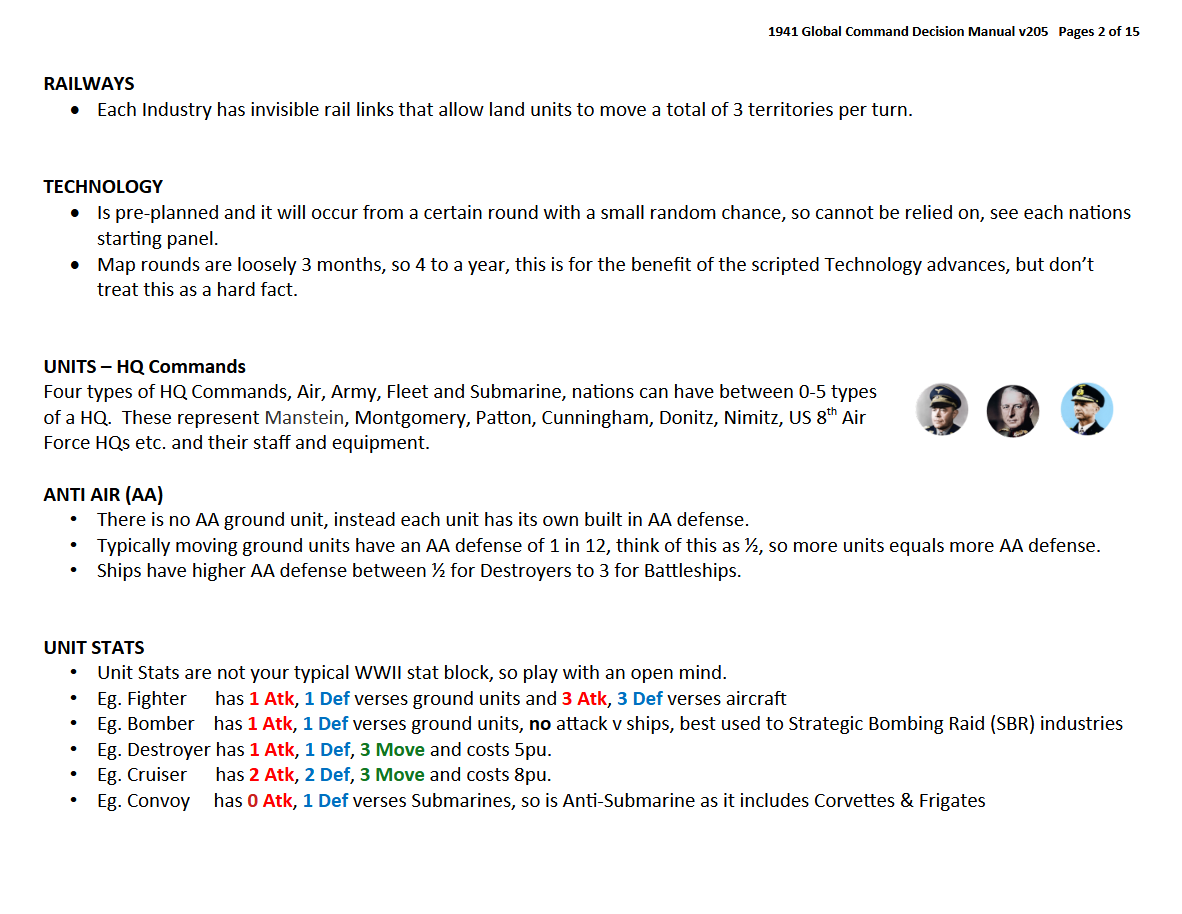 1941 Global Command Decision Manual v205 Pages 2 of 15
RAILWAYS
• Each Industry has invisible rail links that allow land units to move a total of 3 territories per turn.
TECHNOLOGY
• Is pre-planned and it will occur from a certain round with a small random chance, so cannot be relied on, see each nations
starting panel.
• Map rounds are loosely 3 months, so 4 to a year, this is for the benefit of the scripted Technology advances, but don’t
treat this as a hard fact.
UNITS – HQ Commands
Four types of HQ Commands, Air, Army, Fleet and Submarine, nations can have between 0-5 types
of a HQ. These represent Manstein, Montgomery, Patton, Cunningham, Donitz, Nimitz, US 8th Air
Force HQs etc. and their staff and equipment.
ANTI AIR (AA)
• There is no AA ground unit, instead each unit has its own built in AA defense.
• Typically moving ground units have an AA defense of 1 in 12, think of this as ½, so more units equals more AA defense.
• Ships have higher AA defense between ½ for Destroyers to 3 for Battleships.
UNIT STATS
• Unit Stats are not your typical WWII stat block, so play with an open mind.
• Eg. Fighter has 1 Atk, 1 Def verses ground units and 3 Atk, 3 Def verses aircraft
• Eg. Bomber has 1 Atk, 1 Def verses ground units, no attack v ships, best used to Strategic Bombing Raid (SBR) industries
• Eg. Destroyer has 1 Atk, 1 Def, 3 Move and costs 5pu.
• Eg. Cruiser has 2 Atk, 2 Def, 3 Move and costs 8pu.
• Eg. Convoy has 0 Atk, 1 Def verses Submarines, so is Anti-Submarine as it includes Corvettes & Frigates